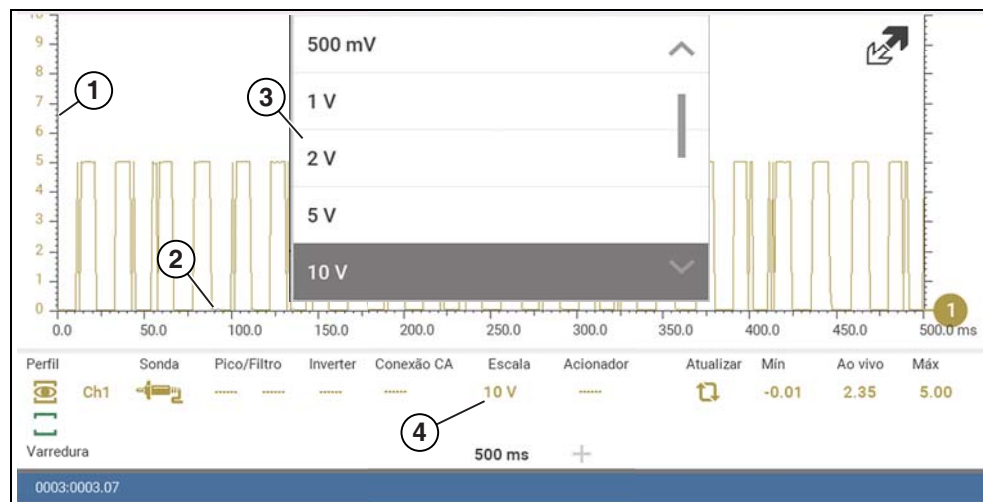 10
9
8
7
6
5
4
3
2
1
0
1
2
3
4
500 mV
1 V
2 V
5 V
10 V
1
0.0 50.0 100.0 150.0 200.0 250.0 300.0 350.0 400.0 450.0 500.0 ms
Perfil Sonda Pico/Filtro Inverter Conexão CA Escala Acionador Atualizar Mín Ao vivo Máx
Ch1 ------ ------ ------ ------ 10 V ------ -0.01 2.35 5.00
Varredura 500 ms +
0003:0003.07